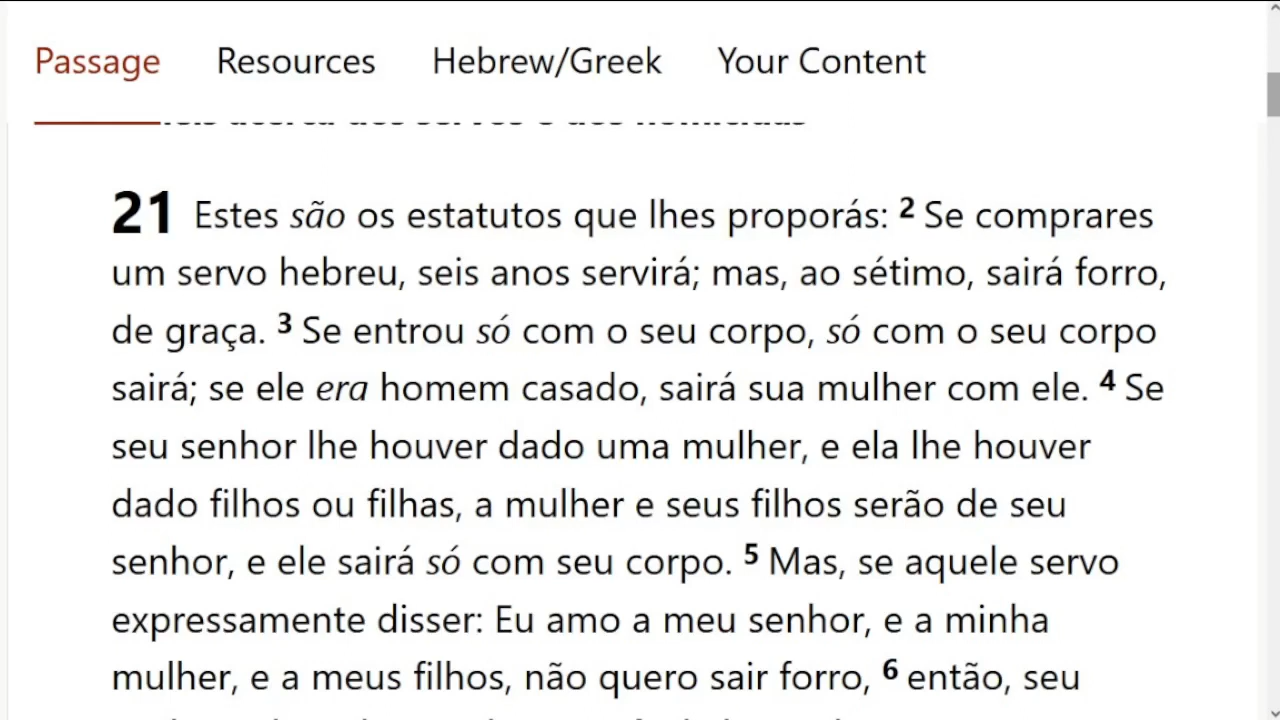 Passage Resources Hebrew/Greek Your Content
21 Estes são os estatutos que lhes proporás: 2 Se comprares
um servo hebreu, seis anos servirá; mas, ao sétimo, sairá forro,
de graça. 3 Se entrou só com o seu corpo, só com o seu corpo
sairá; se ele era homem casado, sairá sua mulher com ele. 4 Se
seu senhor lhe houver dado uma mulher, e ela lhe houver
dado filhos ou filhas, a mulher e seus filhos serão de seu
senhor, e ele sairá só com seu corpo. 5 Mas, se aquele servo
expressamente disser: Eu amo a meu senhor, e a minha
mulher, e a meus filhos, não quero sair forro, 6 então, seu